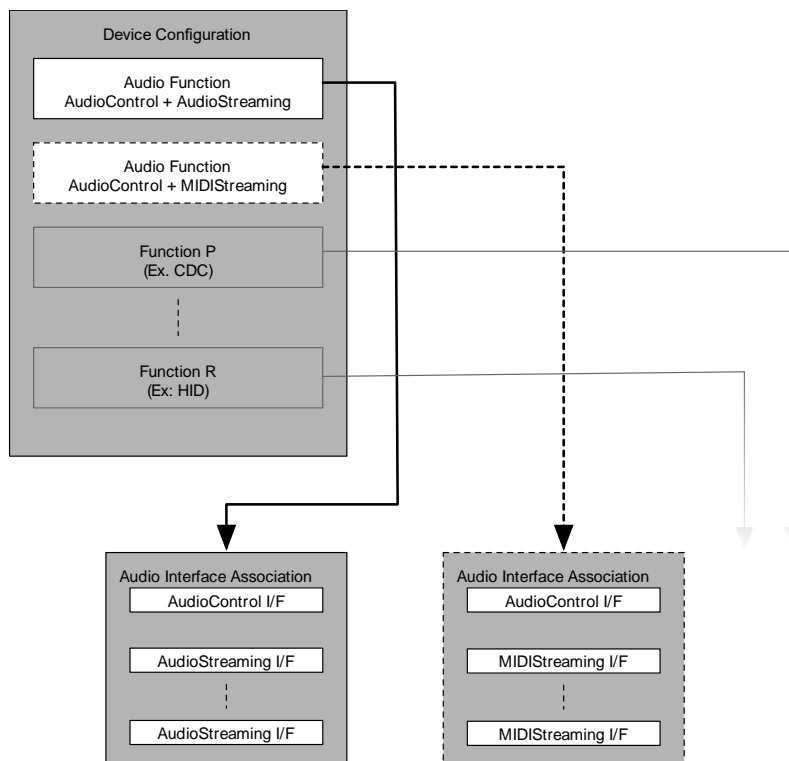 Device Configuration
Audio Function
AudioControl + AudioStreaming
Audio Function
AudioControl + MIDIStreaming
Function P
(Ex. CDC)
Function R
(Ex: HID)
Audio Interface Association
AudioControl I/F
AudioStreaming I/F
AudioStreaming I/F
Audio Interface Association
AudioControl I/F
MIDIStreaming I/F
MIDIStreaming I/F